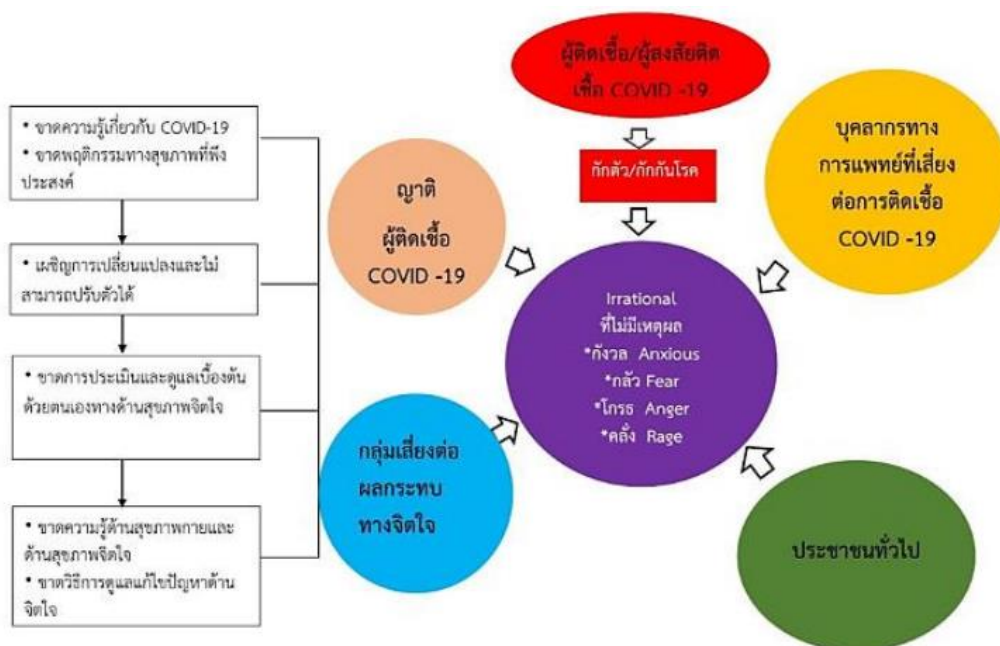 ผู้ติดเชื้อ/ผู้สงสัยติด
เชื้อ COVID -19
กักตัว/กักกันโรค
• ขาดความรู้เกี่ยวกับ COVID-19
• ขาดพฤติกรรมทางสุขภาพที่พึง
ประสงค์
• เผชิญการเปลี่ยนแปลงและไม่
สามารถปรับตัวได้
• ขาดการประเมินและดูแลเบื้องต้น
ด้วยตนเองทางด้านสุขภาพจิตใจ
• ขาดความรู้ด้านสุขภาพกายและ
ด้านสุขภาพจิตใจ
• ขาดวิธีการดูแลแก้ไขปัญหาด้าน
จิตใจ
ญาติ
ผู้ติดเชื้อ
COVID -19
บุคลากรทาง
การแพทย์ที่เสี่ยง
ต่อการติดเชื้อ
COVID -19
Irrational
ที่ไม่มีเหตุผล
*กังวล Anxious
*กลัว Fear
*โกรธ Anger
*คลั่ง Rage
กลุ่มเสี่ยงต่อ
ผลกระทบ
ทางจิตใจ
ประชาชนทั่วไป